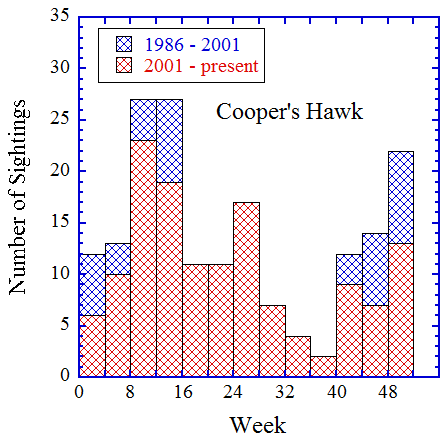 35
30
25
20
15
10
5
0
Number of Sightings
1986 - 2001
2001 - present
Cooper's Hawk
0 8 16 24 32 40 48
Week